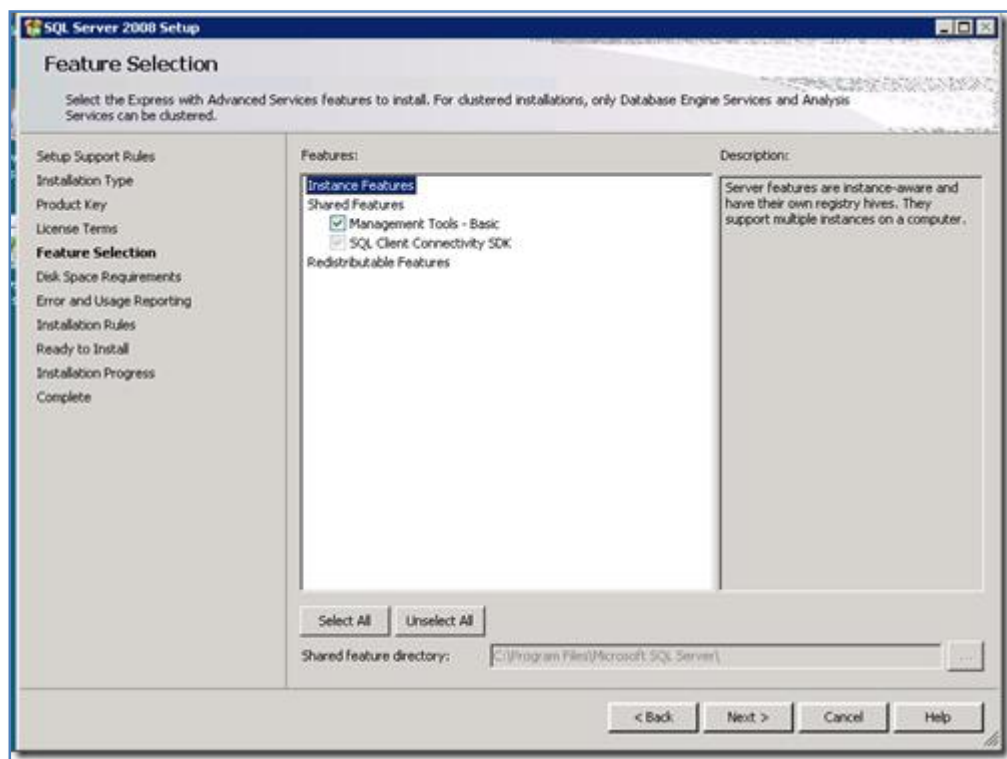 SQL Server 2008 Setup
Feature Selection
Select the Express with Advanced Services features to install. For clustered installations, only Database Engine Services and Analysis
Services can be clustered.
Setup Support Rules
Installation Type
Product Key
License Terms
Feature Selection
Disk Space Requirements
Error and Usage Reporting
Installation Rules
Ready to Install
Installation Progress
Complete
Features:
Instance Features
Shared Features
Management Tools - Basic
SQL Client Connectivity SDK
Redistributable Features
Description:
Server features are instance-aware and
have their own registry hives. They
support multiple instances on a computer.
Select All
Unselect All
Shared feature directory:
C:\Program Files\Microsoft SQL Server\
...
< Back
Next >
Cancel
Help